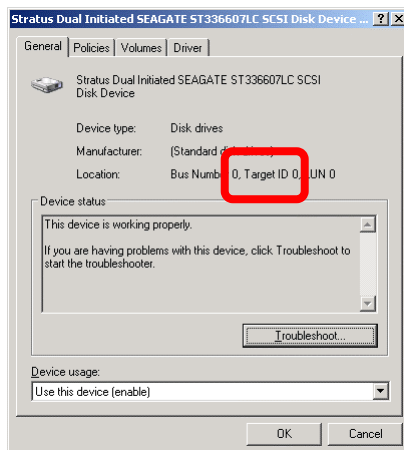 Stratus Dual Initiated SEAGATE ST336607LC SCSI Disk Device ...
General Policies Volumes Driver
Stratus Dual Initiated SEAGATE ST336607LC SCSI
Disk Device
Device type: Disk drives
Manufacturer: (Standard
Location: Bus Number 0, Target ID 0, LUN 0
Device status
This device is working properly.
If you are having problems with this device, click Troubleshoot to
start the troubleshooter.
Troubleshoot...
Device usage:
Use this device (enable)
OK Cancel